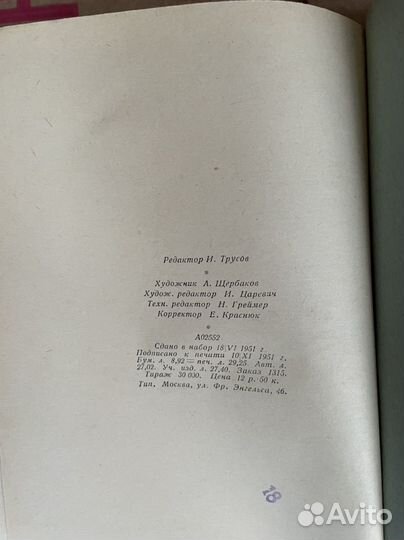 Редактор И. Трусов
Художник А. Щербаков
Худож. редактор И. Царевич
Техн. редактор Н. Греймер
Корректор Е. Краснюк
А02552
Сдано в набор 18/VI 1951 г.
Подписано к печати 10/XI 1951 г.
Бум. л. 8,92 = печ. л. 29,25 Авт. л.
27,02. Уч. изд. л. 27,40. Заказ 1315.
Тираж 30 000. Цена 12 р. 50 к.
Тип. Москва, ул. Фр. Энгельса, 46.
18
Avito